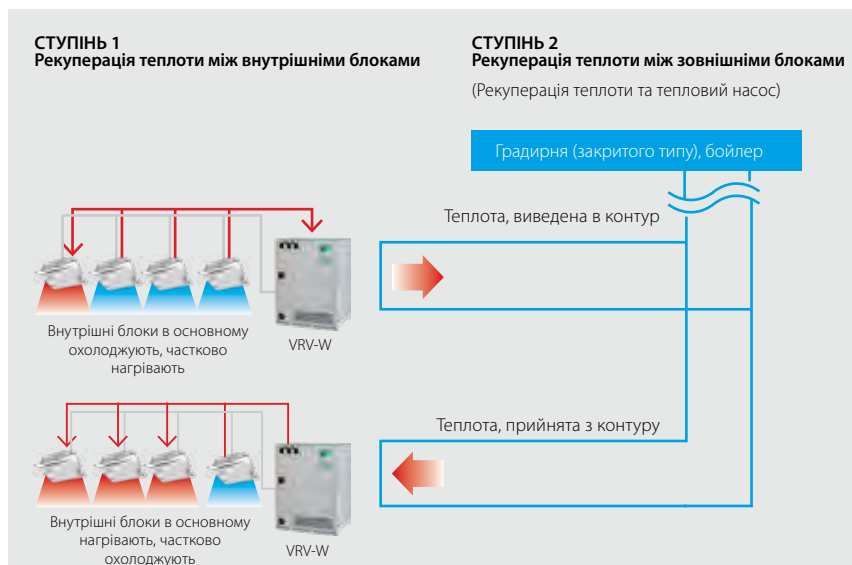 СТУПІНЬ 1
Рекуперація теплоти між внутрішніми блоками
СТУПІНЬ 2
Рекуперація теплоти між зовнішніми блоками
(Рекуперація теплоти та тепловий насос)
Градирня (закритого типу), бойлер
Теплота, виведена в контур
Внутрішні блоки в основному
охолоджують, частково
нагрівають
VRV-W
Теплота, прийнята з контуру
Внутрішні блоки в основному
нагрівають, частково
охолоджують
VRV-W